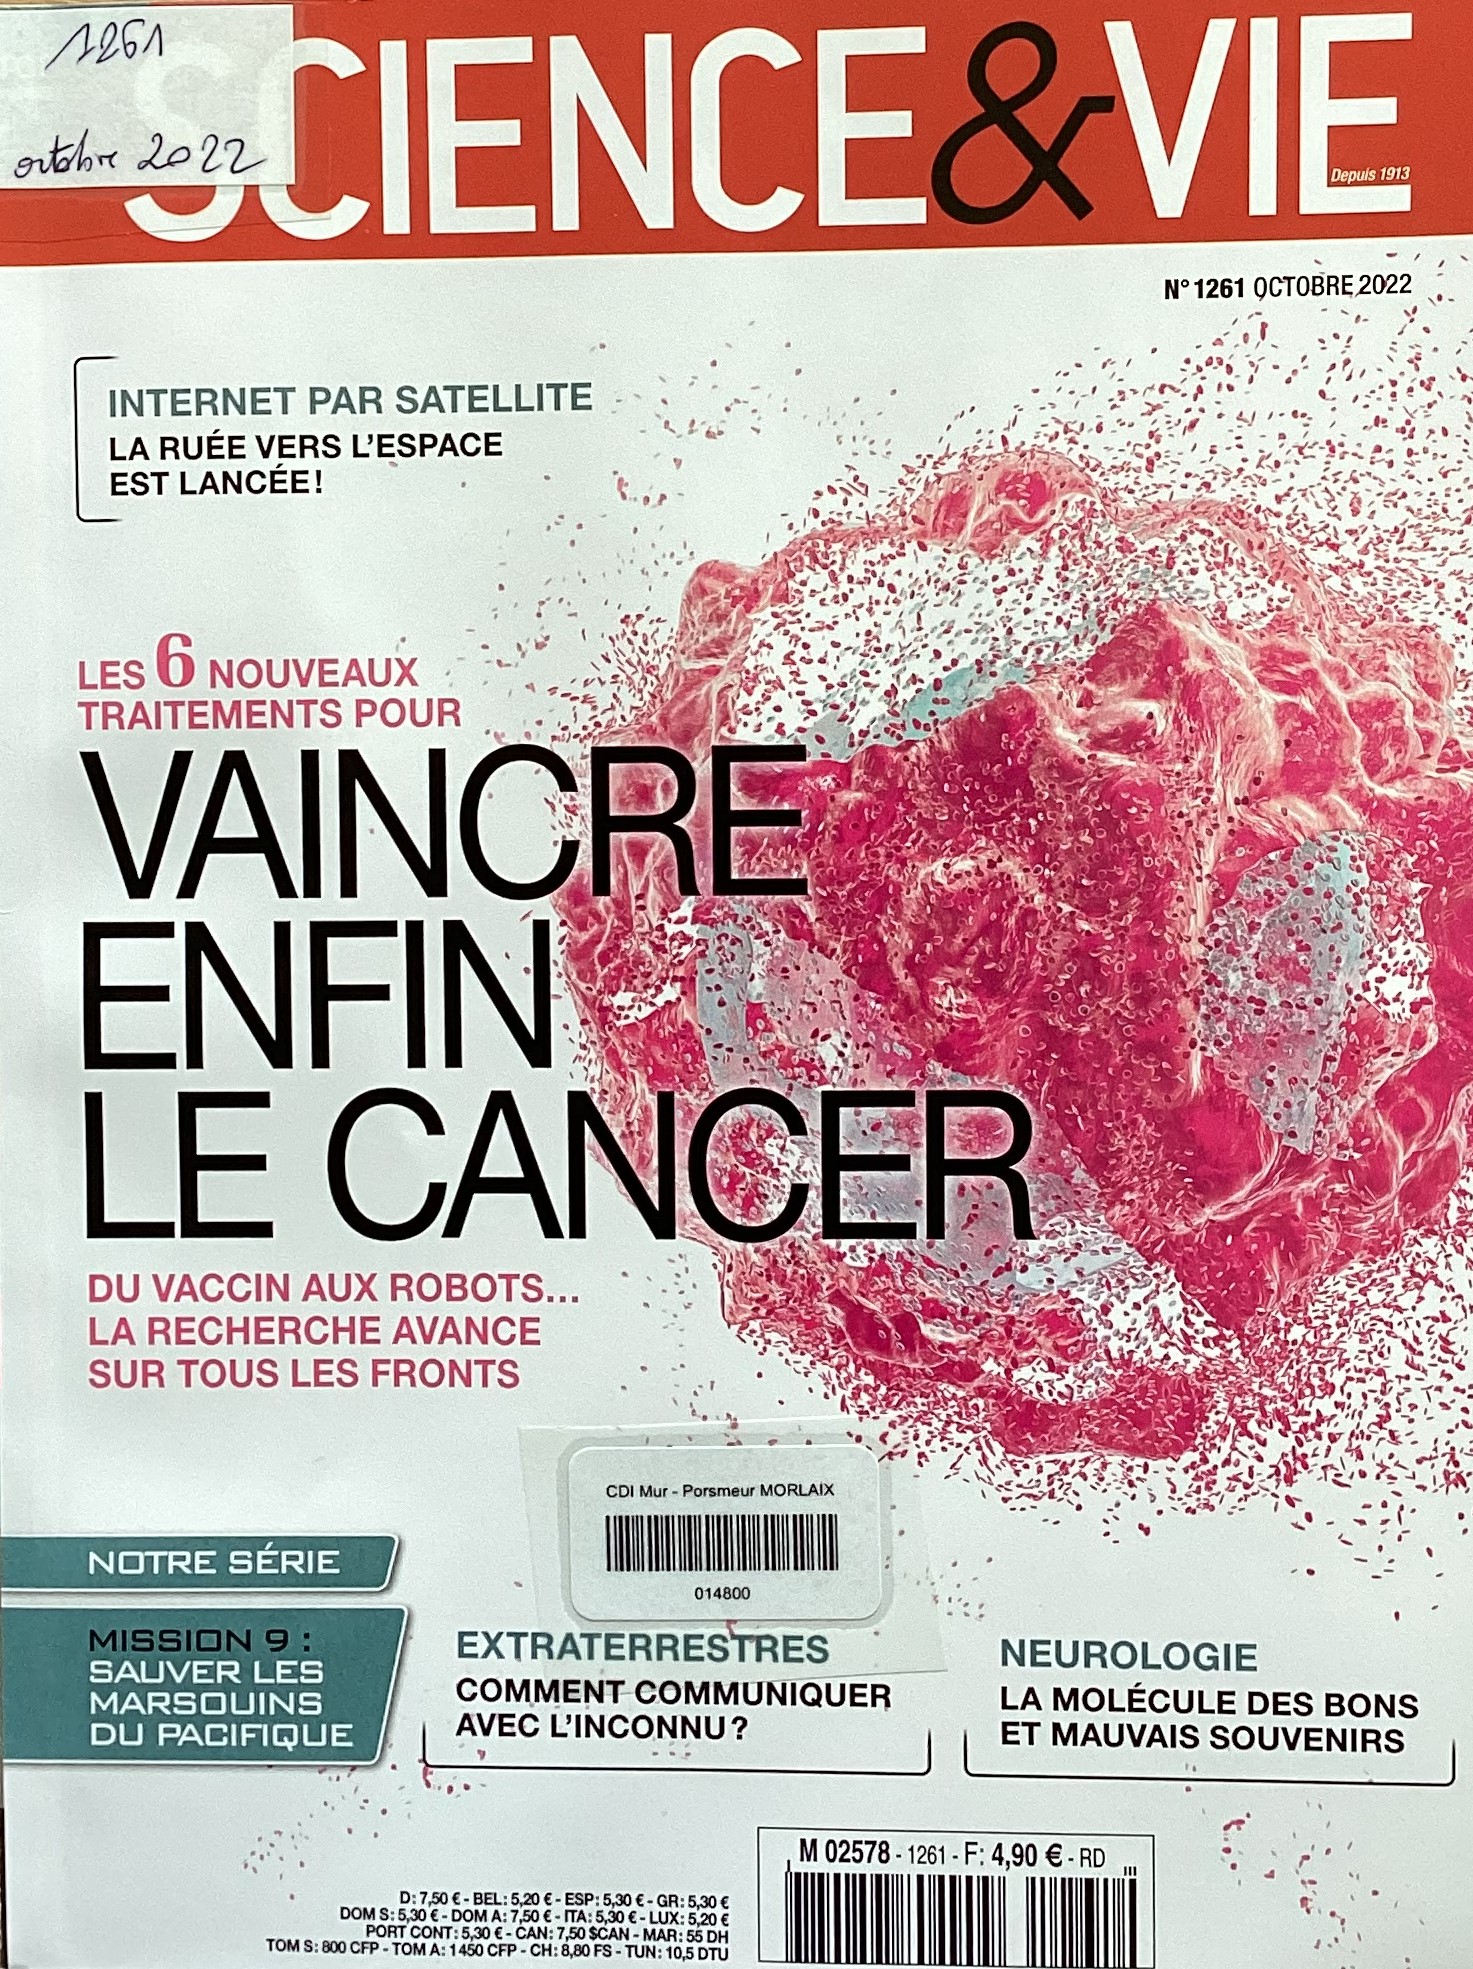 1261
octobre 2022
SCIENCE&VIE
Depuis 1913
N° 1261 OCTOBRE 2022
INTERNET PAR SATELLITE
LA RUÉE VERS L'ESPACE
EST LANCÉE!
LES 6 NOUVEAUX
TRAITEMENTS POUR
VAINCRE
ENFIN
LE CANCER
DU VACCIN AUX ROBOTS...
LA RECHERCHE AVANCE
SUR TOUS LES FRONTS
CDI Mur - Porsmeur MORLAIX
014800
NOTRE SÉRIE
MISSION 9 :
SAUVER LES
MARSOUINS
DU PACIFIQUE
EXTRATERRESTRES
COMMENT COMMUNIQUER
AVEC L'INCONNU?
NEUROLOGIE
LA MOLÉCULE DES BONS
ET MAUVAIS SOUVENIRS
M 02578 - 1261 - F: 4,90 € - RD
D: 7,50 € - BEL: 5,20 € - ESP: 5,30 € - GR: 5,30 €
DOM S: 5,30 € - DOM A: 7,50 € - ITA: 5,30 € - LUX: 5,20 €
PORT CONT: 5,30 € - CAN: 7,50 $CAN - MAR: 55 DH
TOM S: 800 CFP - TOM A: 1450 CFP - CH: 8,80 FS - TUN: 10,5 DTU